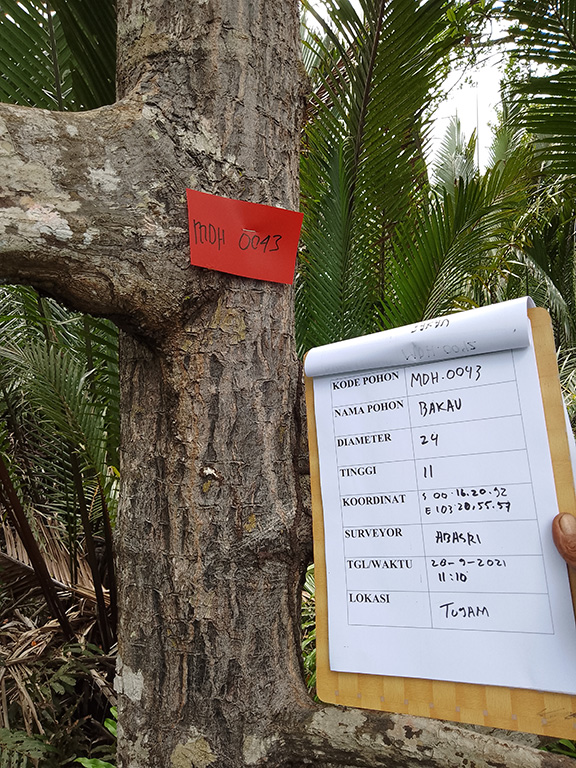 MDH 0043
KODE POHON MDH.0043
NAMA POHON BAKAU
DIAMETER 24
TINGGI 11
KOORDINAT S 00.16.20.92
E 103.20.55.57
SURVEYOR ABASRI
TGL/WAKTU 28-9-2021
11:10
LOKASI